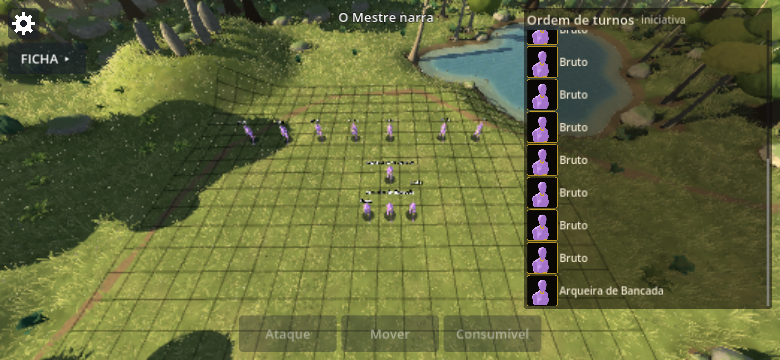 O Mestre narra
Ordem de turnos · iniciativa
FICHA ▸
Bruto
Bruto
Bruto
Bruto
Bruto
Bruto
Bruto
Bruto
Arqueira de Bancada
Ataque
Mover
Consumível